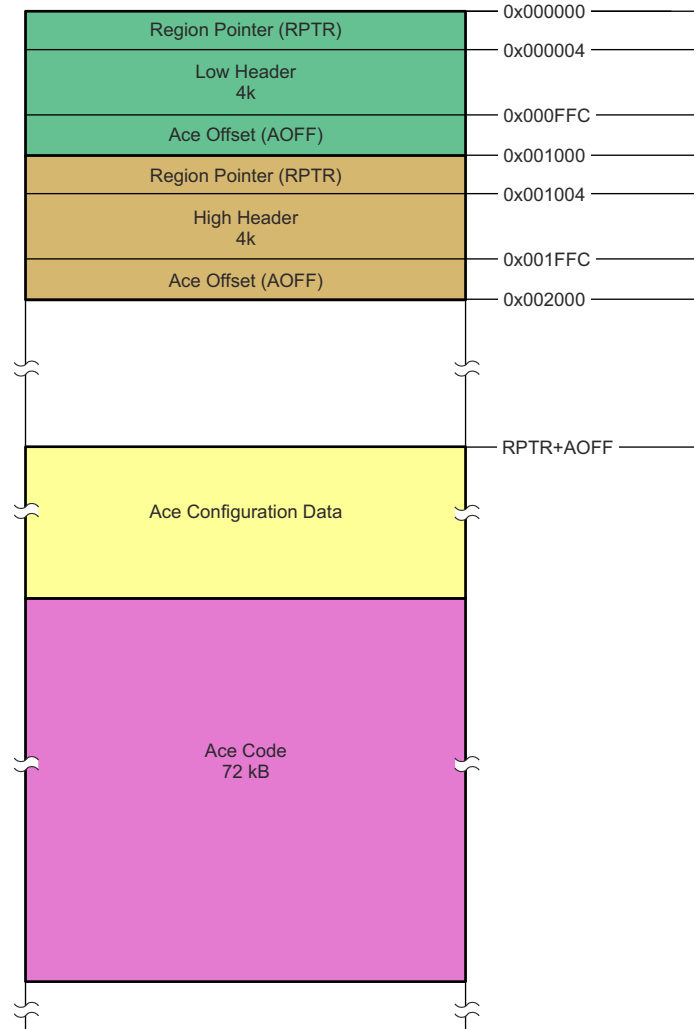 0x000000
Region Pointer (RPTR)
0x000004
Low Header
4k
0x000FFC
Ace Offset (AOFF)
0x001000
Region Pointer (RPTR)
0x001004
High Header
4k
0x001FFC
Ace Offset (AOFF)
0x002000
RPTR+AOFF
Ace Configuration Data
Ace Code
72 kB